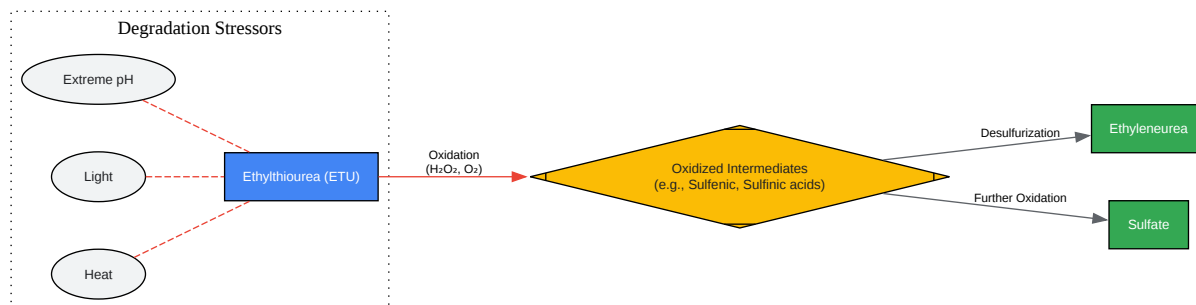 Degradation Stressors
Extreme pH
Light
Heat
Ethylthiourea (ETU)
Oxidation
(H₂O₂, O₂)
Oxidized Intermediates
(e.g., Sulfenic, Sulfinic acids)
Desulfurization
Further Oxidation
Ethyleneurea
Sulfate